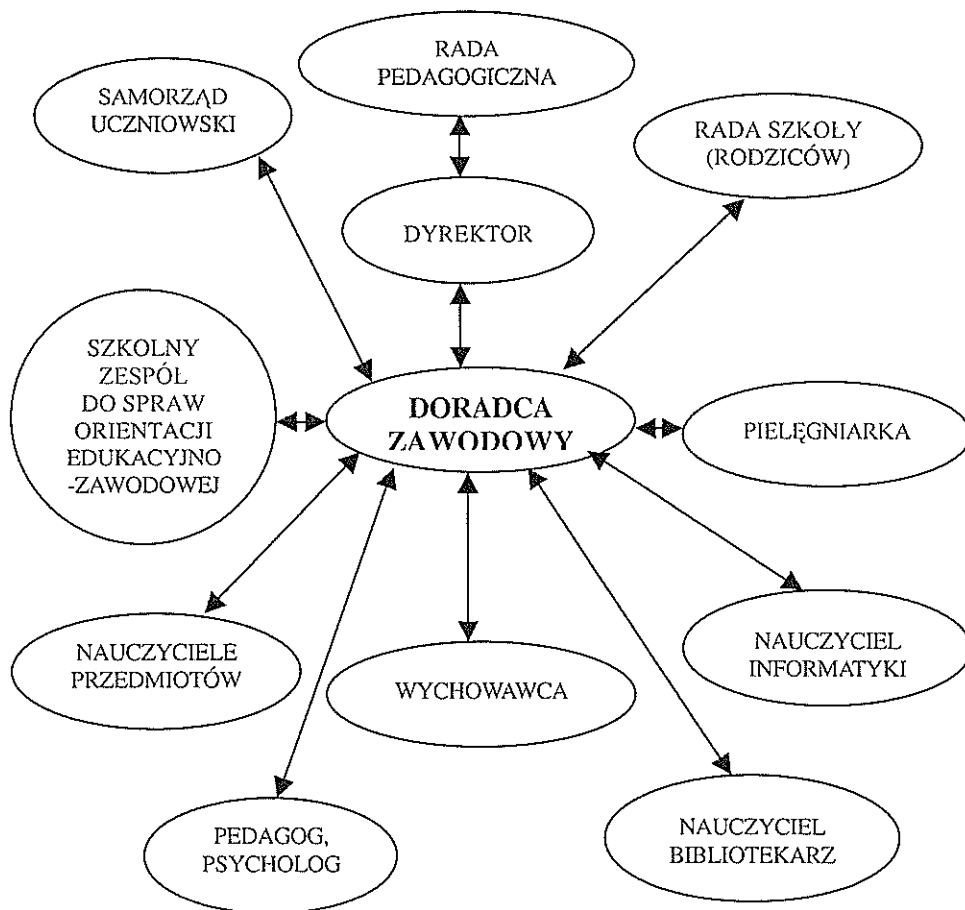 RADA
PEDAGOGICZNA
SAMORZĄD
UCZNIOWSKI
RADA SZKOŁY
(RODZICÓW)
DYREKTOR
SZKOLNY
ZESPÓŁ
DO SPRAW
ORIENTACJI
EDUKACYJNO
-ZAWODOWEJ
DORADCA
ZAWODOWY
PIELĘGNIARKA
NAUCZYCIELE
PRZEDMIOTÓW
WYCHOWAWCA
NAUCZYCIEL
INFORMATYKI
PEDAGOG,
PSYCHOLOG
NAUCZYCIEL
BIBLIOTEKARZ